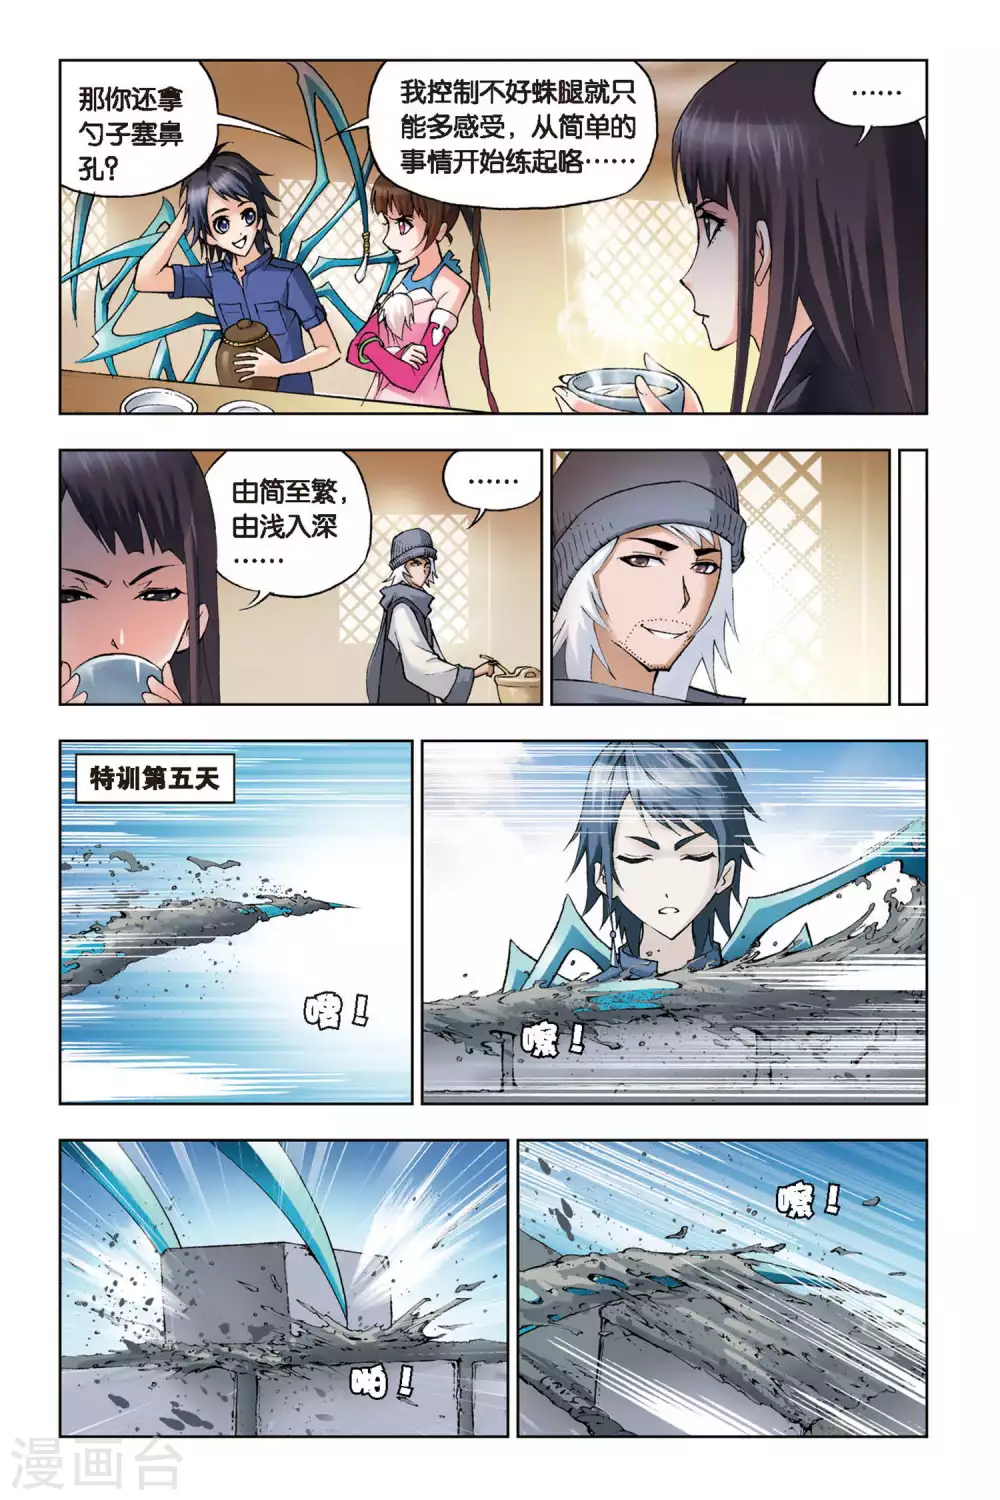 那你还拿
勺子塞鼻
孔?
我控制不好蛛腿就只
能多感受，从简单的
事情开始练起咯……
……
由简至繁，
由浅入深
……
……
特训第五天
嚓！
嚓！
啪！
嚓！
漫画台